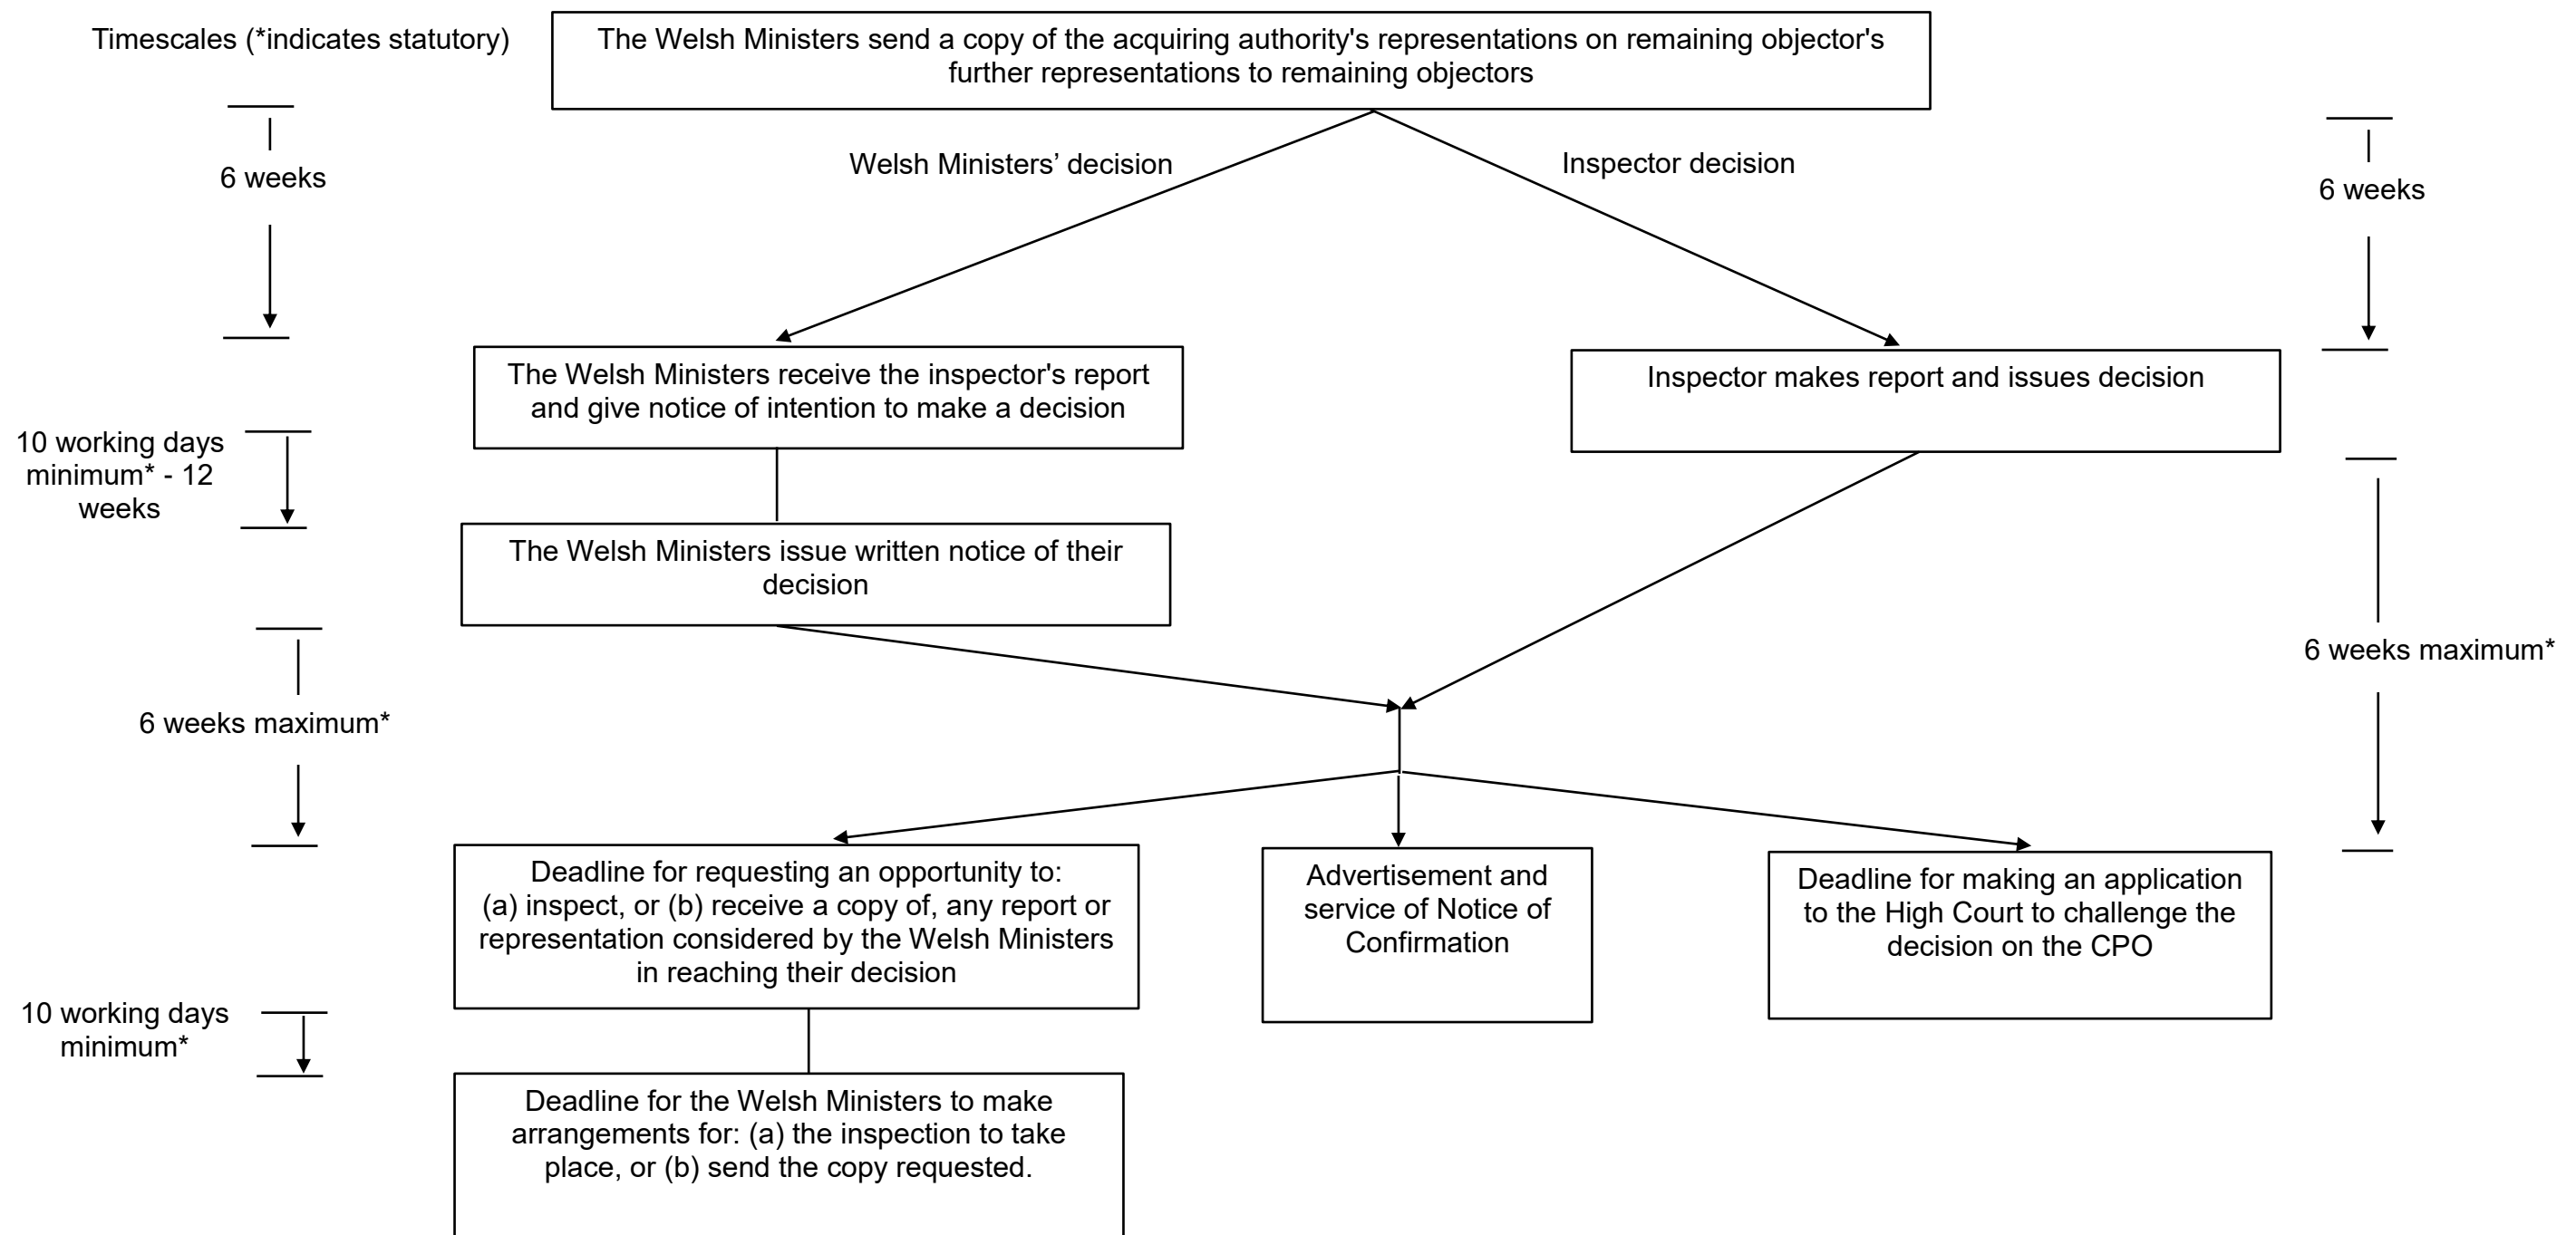 Timescales (*indicates statutory)
The Welsh Ministers send a copy of the acquiring authority's representations on remaining objector's
further representations to remaining objectors
Welsh Ministers’ decision
Inspector decision
6 weeks
6 weeks
The Welsh Ministers receive the inspector's report
and give notice of intention to make a decision
Inspector makes report and issues decision
10 working days
minimum* - 12
weeks
The Welsh Ministers issue written notice of their
decision
6 weeks maximum*
6 weeks maximum*
Deadline for requesting an opportunity to:
(a) inspect, or (b) receive a copy of, any report or
representation considered by the Welsh Ministers
in reaching their decision
Advertisement and
service of Notice of
Confirmation
Deadline for making an application
to the High Court to challenge the
decision on the CPO
10 working days
minimum*
Deadline for the Welsh Ministers to make
arrangements for: (a) the inspection to take
place, or (b) send the copy requested.